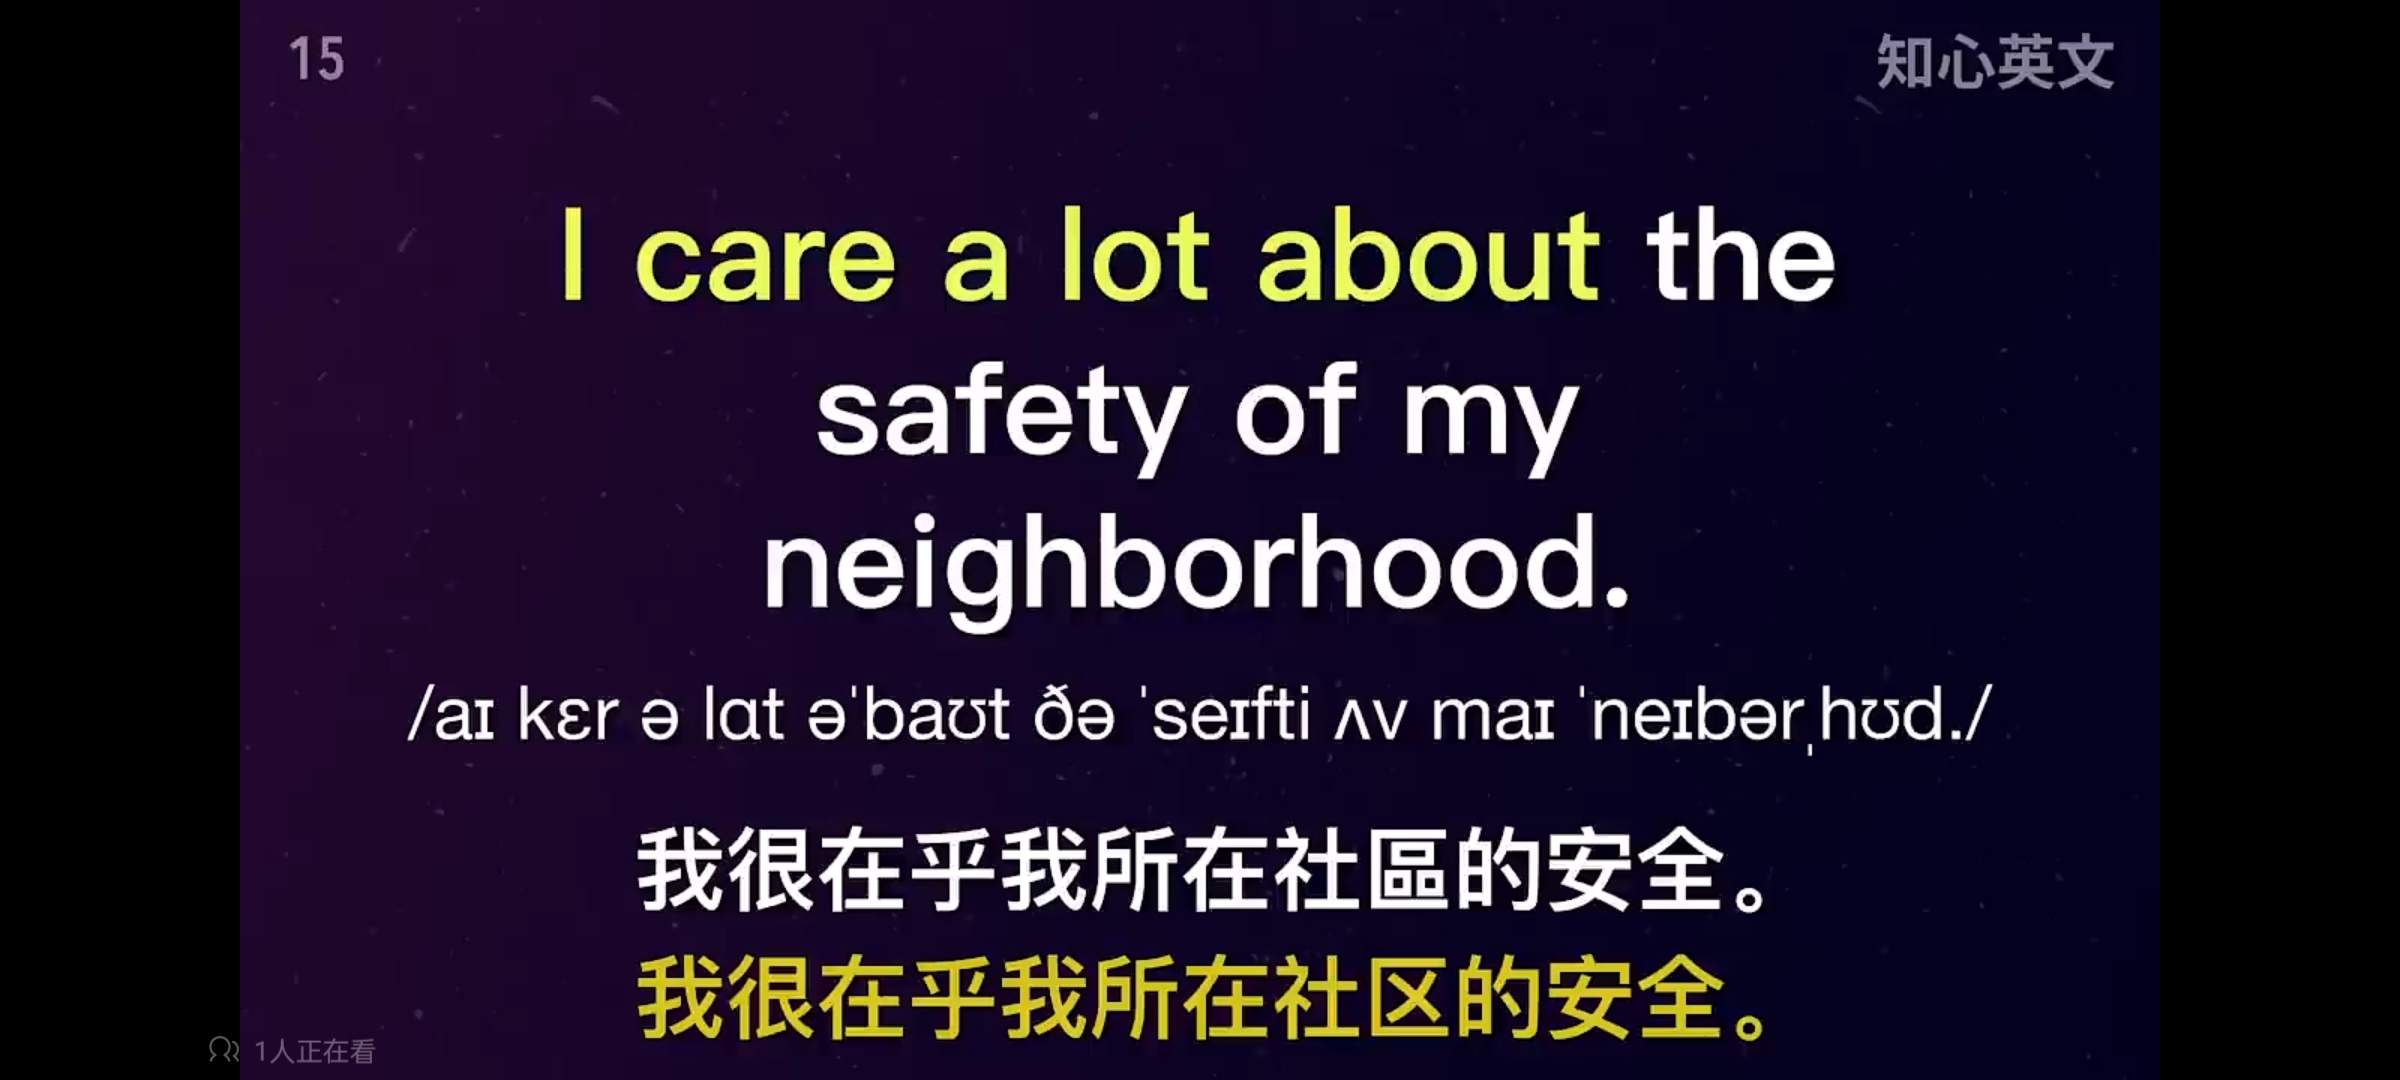 15
知心英文
I care a lot about the
safety of my
neighborhood.
/aɪ kɛr ə lɑt əˈbaʊt ðə ˈseɪfti ʌv maɪ ˈneɪbərˌhʊd./
我很在乎我所在社區的安全。
我很在乎我所在社区的安全。
1人正在看